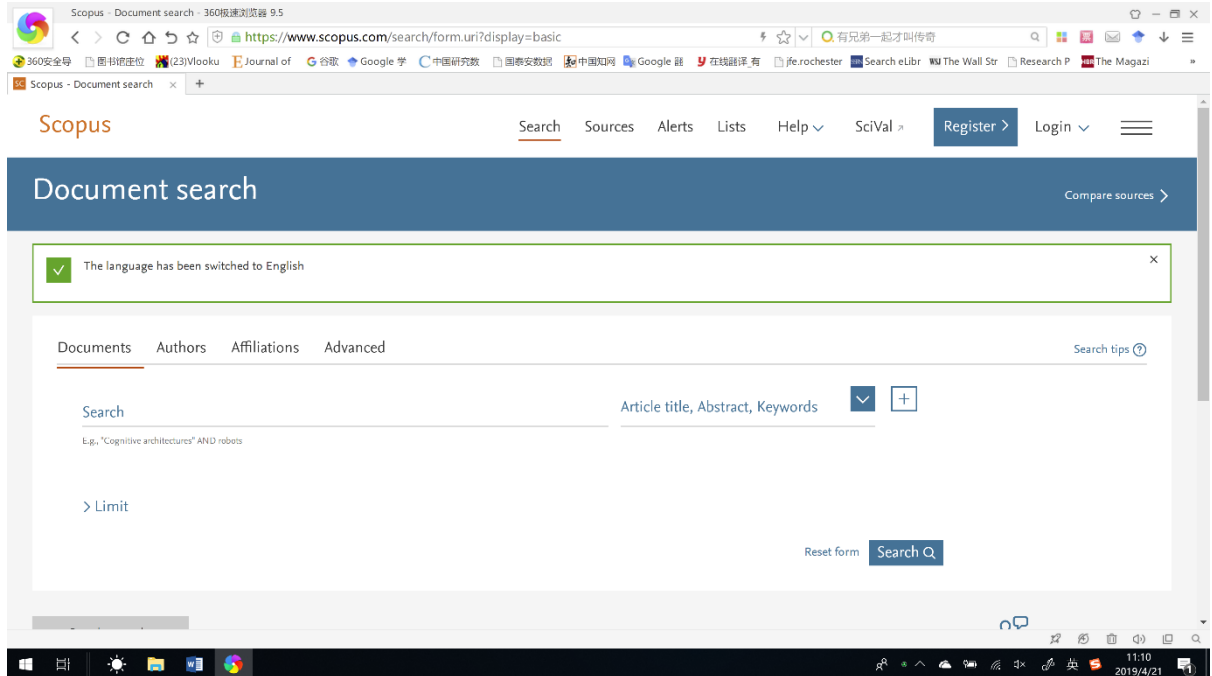 Scopus - Document search - 360极速浏览器 9.5
https://www.scopus.com/search/form.uri?display=basic
有兄弟一起才叫传奇
360安全导 图书馆座位 (23)Vlooku Journal of 谷歌 Google 学 中国研究数 国泰安数据 中国知网 Google 翻 在线翻译_有 jfe.rochester Search eLibr The Wall Str Research P The Magazi »
SC Scopus - Document search × +
Scopus
Search Sources Alerts Lists Help SciVal Register Login
Document search
Compare sources
The language has been switched to English
Documents Authors Affiliations Advanced
Search tips
Search
Article title, Abstract, Keywords
E.g., "Cognitive architectures" AND robots
Limit
Reset form Search
英 11:10
2019/4/21